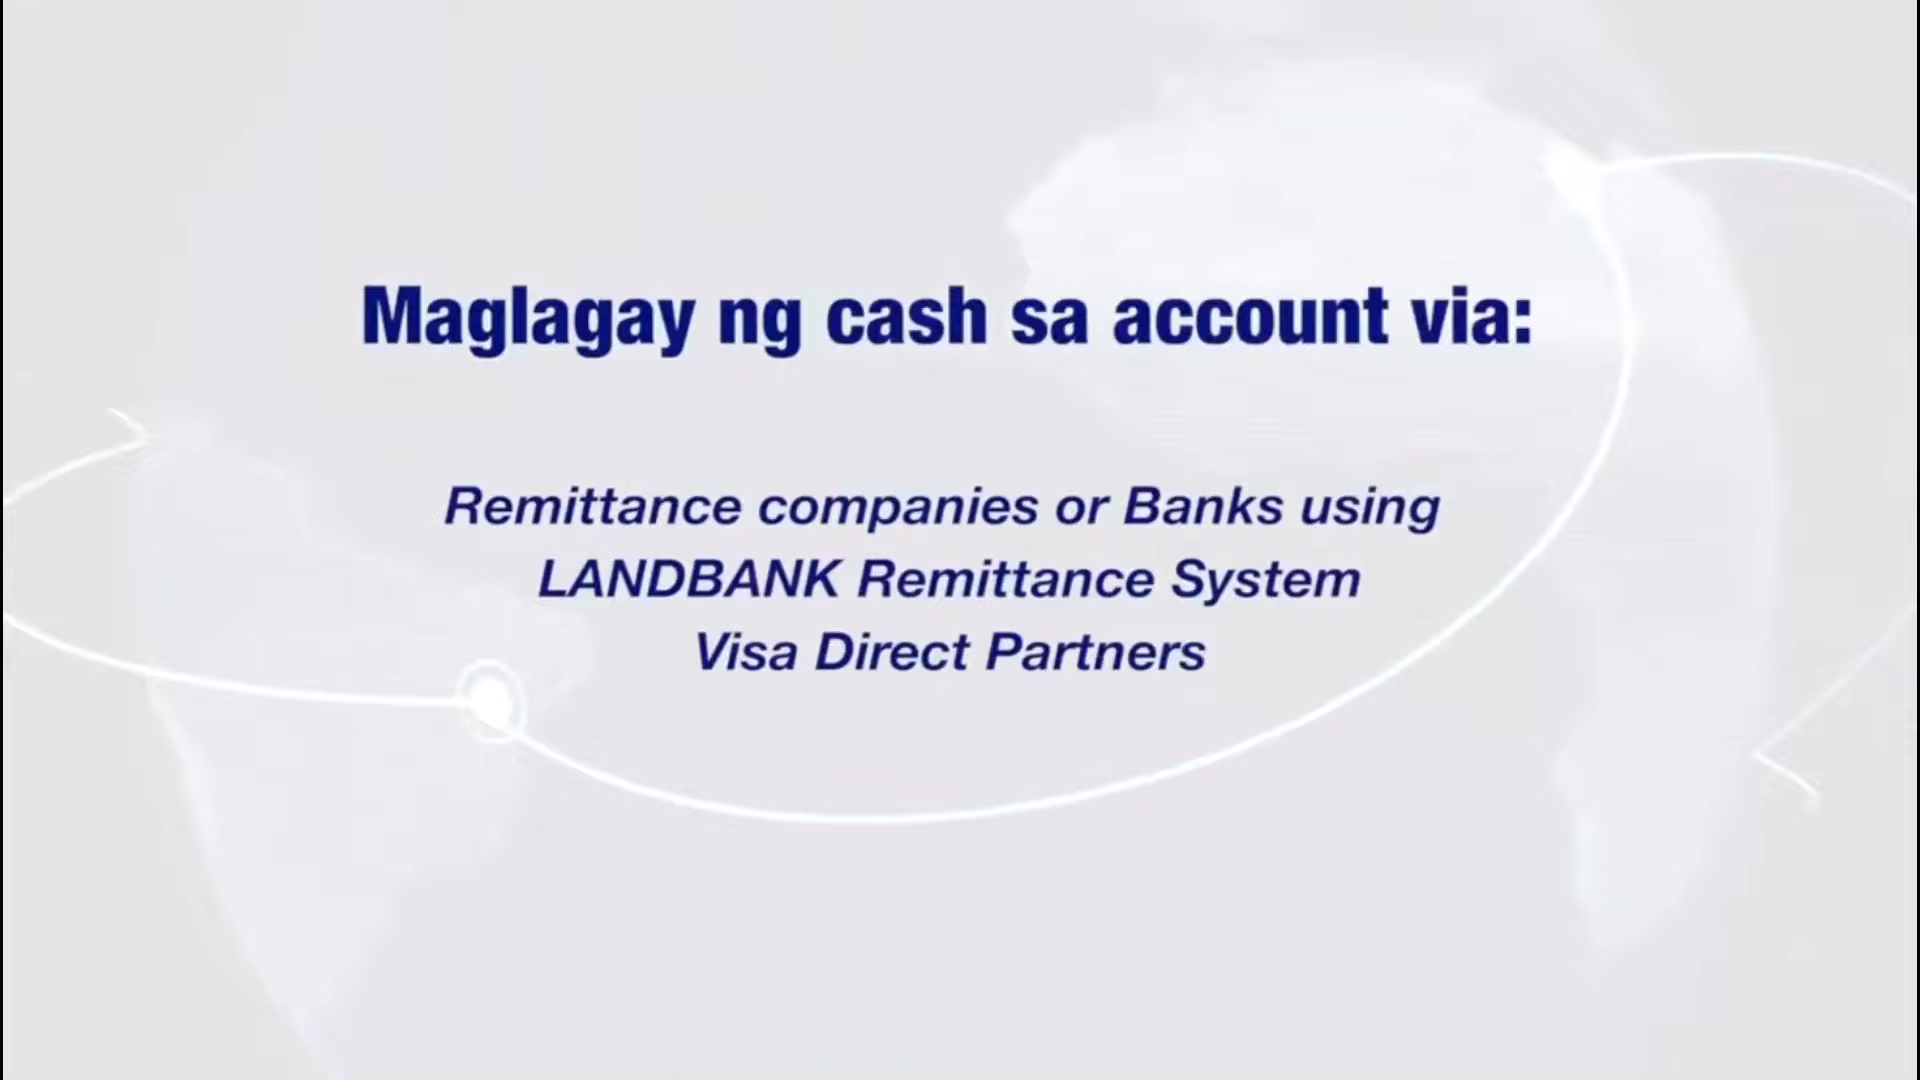 Maglagay ng cash sa account via:
Remittance companies or Banks using
LANDBANK Remittance System
Visa Direct Partners